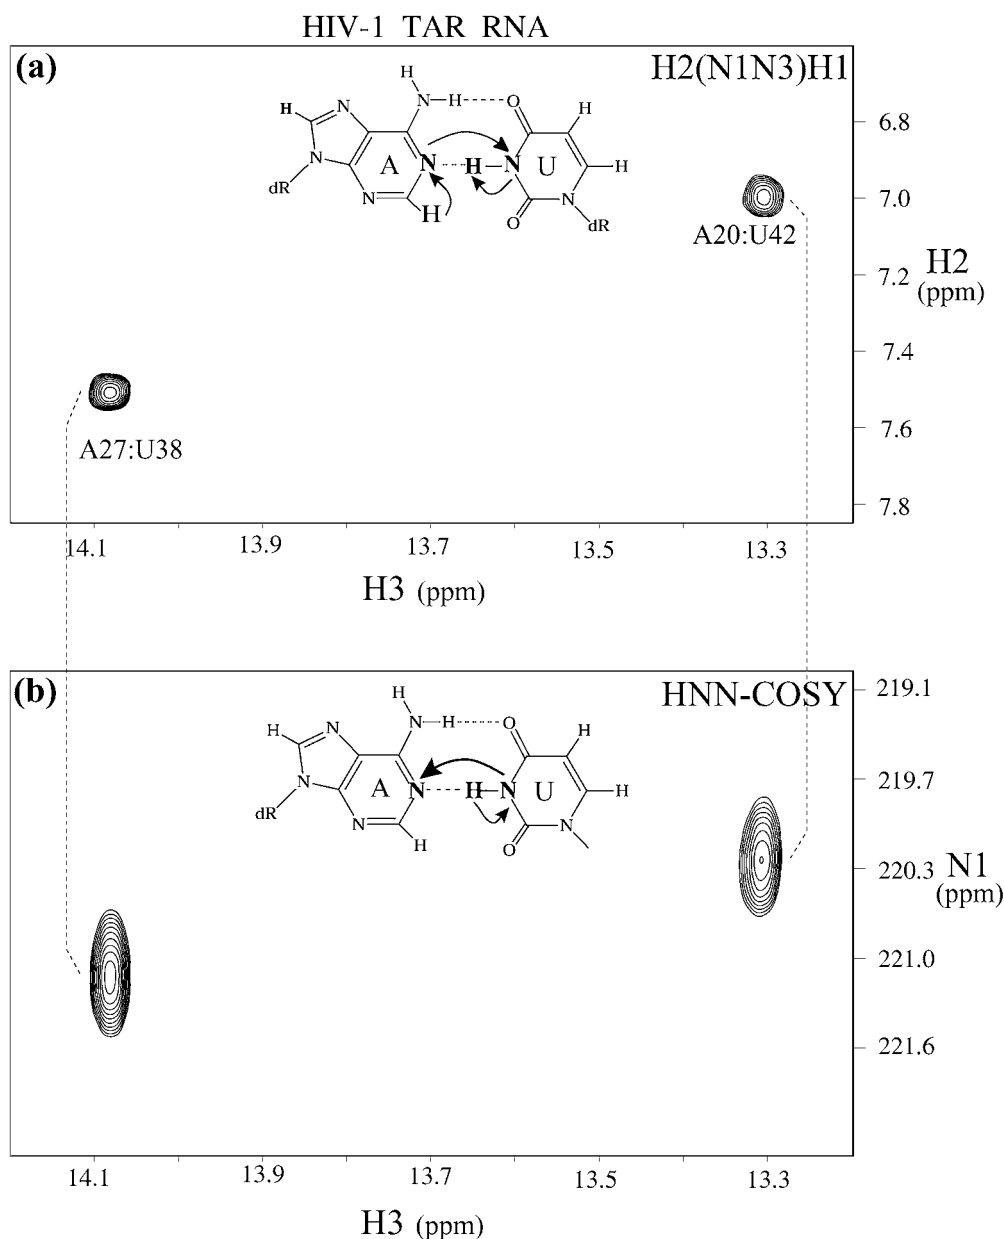 HIV-1 TAR RNA
(a)
H2(N1N3)H1
H
H N N H O H
A N H N U H
N dR N H O N dR
6.8
7.0
A20:U42
H2
(ppm)
7.2
7.4
A27:U38
7.6
7.8
14.1 13.9 13.7 13.5 13.3
H3 (ppm)
(b)
HNN-COSY
219.1
H
H N N H O H
N A N H N U H
dR N H O N
219.7
220.3
N1
(ppm)
221.0
221.6
14.1 13.9 13.7 13.5 13.3
H3 (ppm)